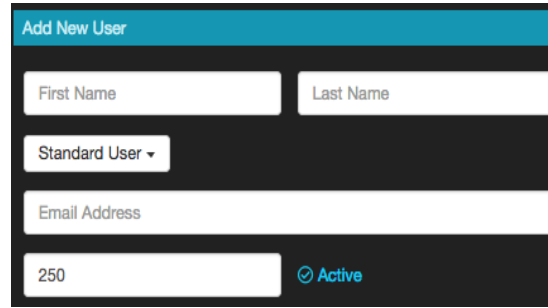 Add New User
First Name Last Name
Standard User
Email Address
250 Active